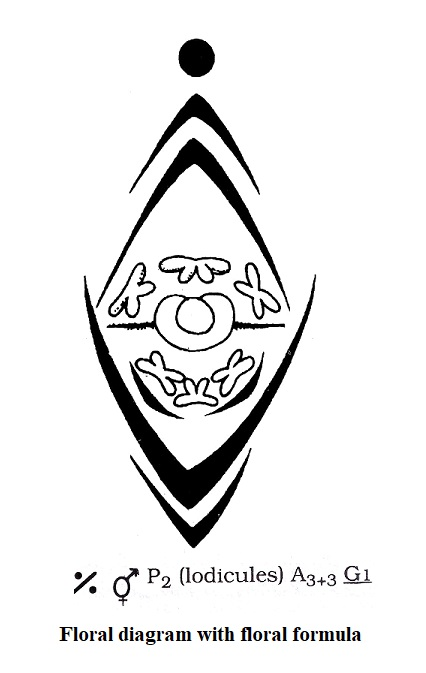 ٪ ⚥ P₂ (lodicules) A₃₊₃ G1
Floral diagram with floral formula